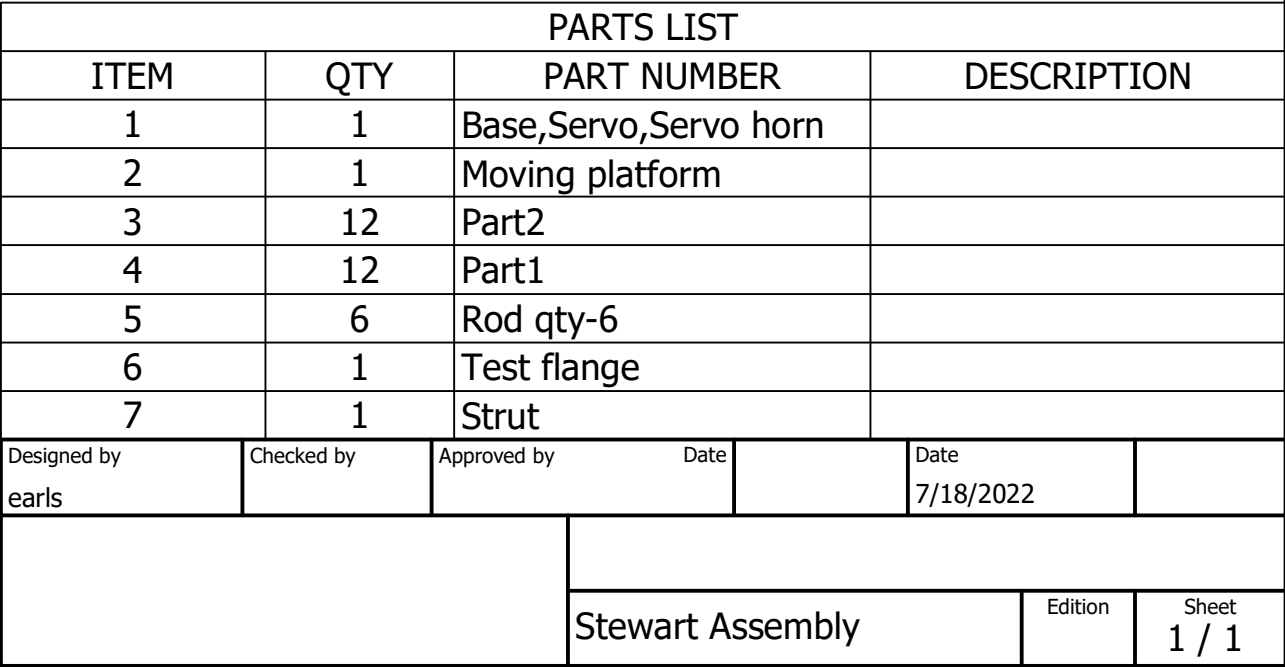 PARTS LIST
ITEM QTY PART NUMBER DESCRIPTION
1 1 Base,Servo,Servo horn
2 1 Moving platform
3 12 Part2
4 12 Part1
5 6 Rod qty-6
6 1 Test flange
7 1 Strut
Designed by Checked by Approved by Date Date
earls 7/18/2022
Stewart Assembly Edition Sheet
1 / 1